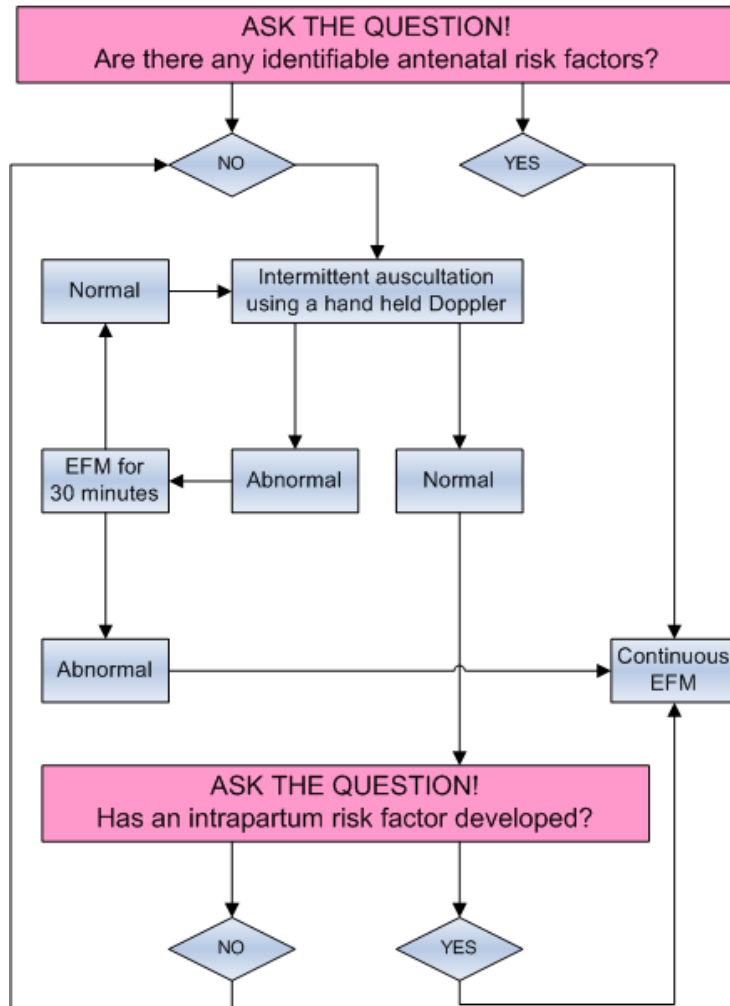 ASK THE QUESTION!
Are there any identifiable antenatal risk factors?
NO
YES
Normal
Intermittent auscultation
using a hand held Doppler
EFM for
30 minutes
Abnormal
Normal
Abnormal
Continuous
EFM
ASK THE QUESTION!
Has an intrapartum risk factor developed?
NO
YES